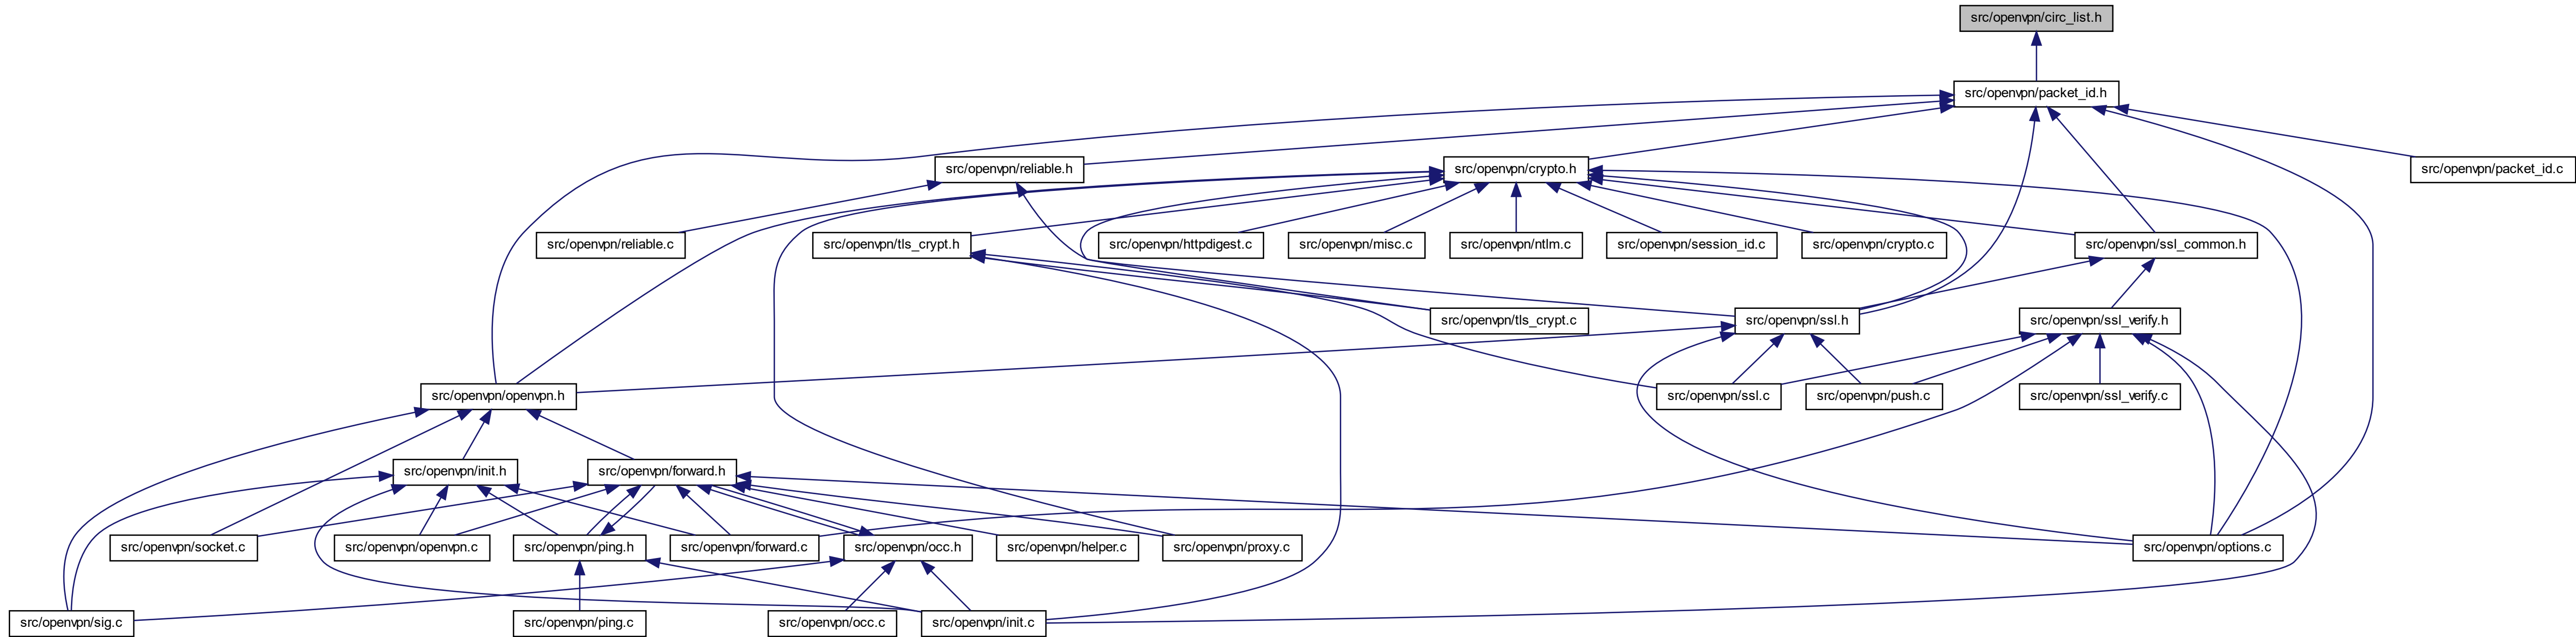 src/openvpn/circ_list.h
src/openvpn/packet_id.h
src/openvpn/reliable.h
src/openvpn/crypto.h
src/openvpn/packet_id.c
src/openvpn/reliable.c
src/openvpn/tls_crypt.h
src/openvpn/httpdigest.c
src/openvpn/misc.c
src/openvpn/ntlm.c
src/openvpn/session_id.c
src/openvpn/crypto.c
src/openvpn/ssl_common.h
src/openvpn/tls_crypt.c
src/openvpn/ssl.h
src/openvpn/ssl_verify.h
src/openvpn/openvpn.h
src/openvpn/ssl.c
src/openvpn/push.c
src/openvpn/ssl_verify.c
src/openvpn/init.h
src/openvpn/forward.h
src/openvpn/socket.c
src/openvpn/openvpn.c
src/openvpn/ping.h
src/openvpn/forward.c
src/openvpn/occ.h
src/openvpn/helper.c
src/openvpn/proxy.c
src/openvpn/options.c
src/openvpn/sig.c
src/openvpn/ping.c
src/openvpn/occ.c
src/openvpn/init.c